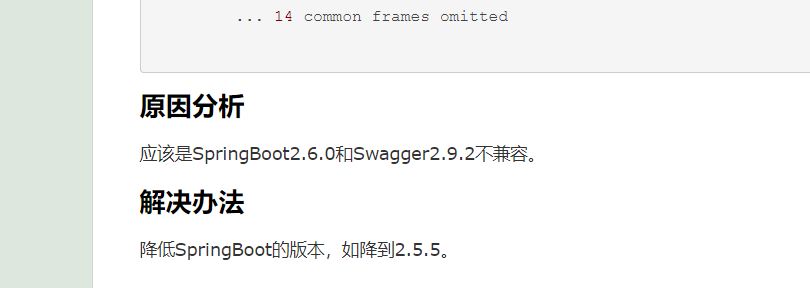 ... 14 common frames omitted
原因分析
应该是SpringBoot2.6.0和Swagger2.9.2不兼容。
解决办法
降低SpringBoot的版本，如降到2.5.5。